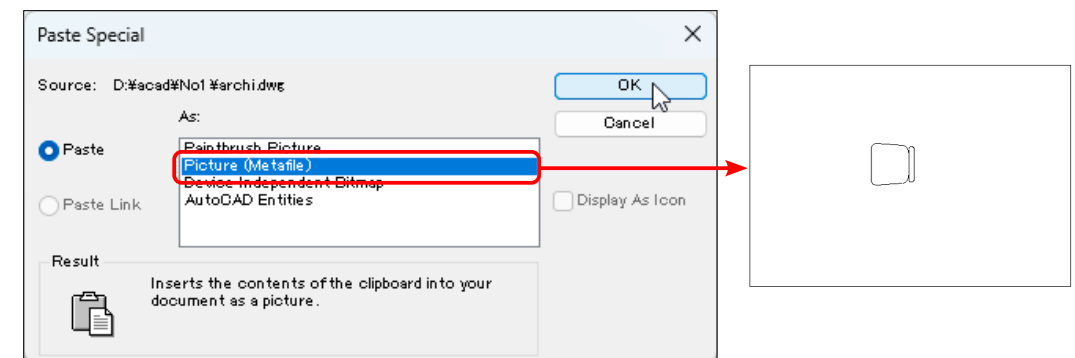 Paste Special
Source: D:¥acad¥No1 ¥archi.dwg
OK
As:
Cancel
Paste
Paintbrush Picture
Picture (Metafile)
Device Independent Bitmap
Paste Link
AutoCAD Entities
Display As Icon
Result
Inserts the contents of the clipboard into your
document as a picture.